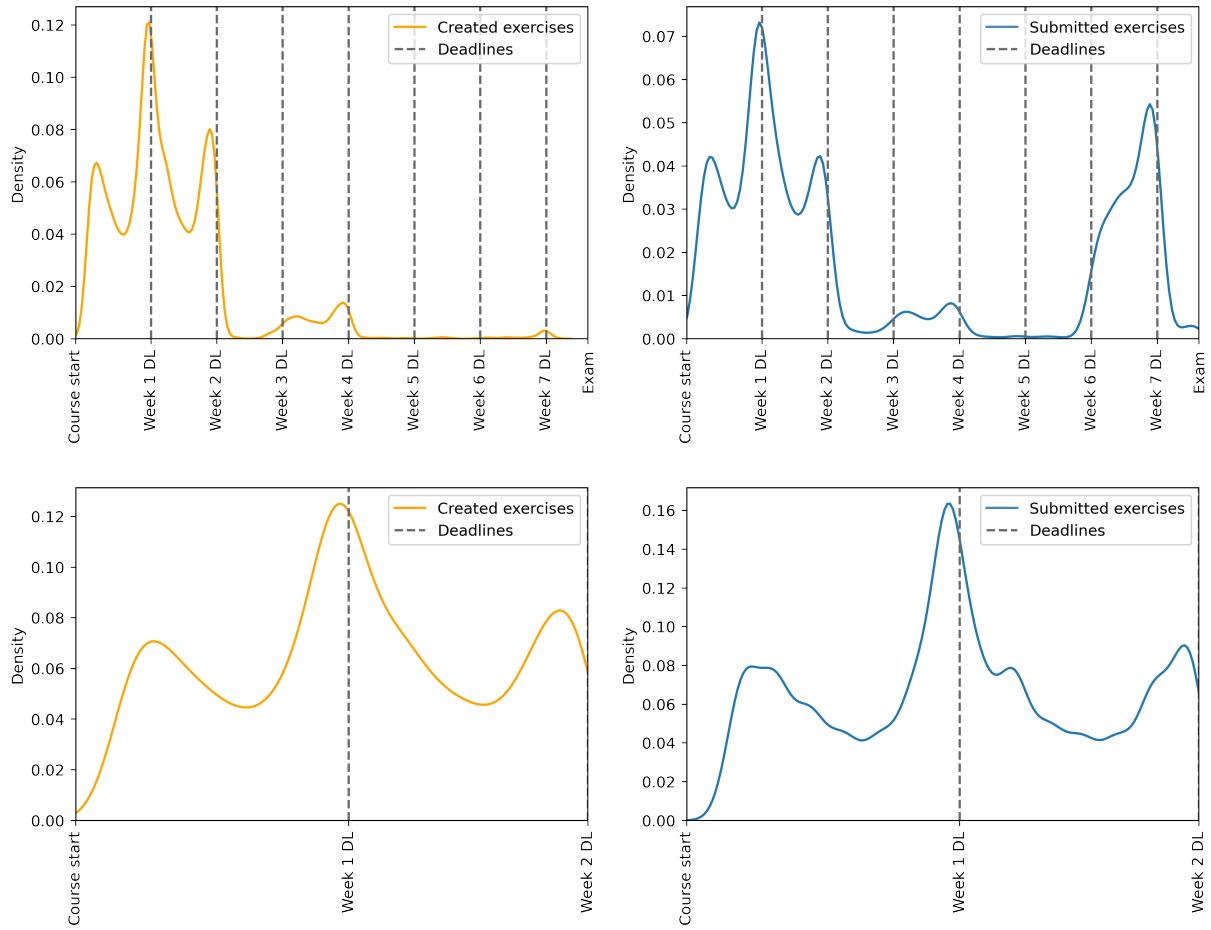 0.12
0.10
0.08
0.06
0.04
0.02
0.00
Density
Created exercises
Deadlines
Course start
Week 1 DL
Week 2 DL
Week 3 DL
Week 4 DL
Week 5 DL
Week 6 DL
Week 7 DL
Exam
0.07
0.06
0.05
0.04
0.03
0.02
0.01
0.00
Density
Submitted exercises
Deadlines
Course start
Week 1 DL
Week 2 DL
Week 3 DL
Week 4 DL
Week 5 DL
Week 6 DL
Week 7 DL
Exam
0.12
0.10
0.08
0.06
0.04
0.02
0.00
Density
Created exercises
Deadlines
Course start
Week 1 DL
Week 2 DL
0.16
0.14
0.12
0.10
0.08
0.06
0.04
0.02
0.00
Density
Submitted exercises
Deadlines
Course start
Week 1 DL
Week 2 DL